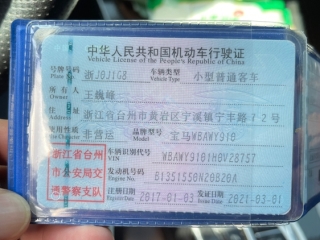 中华人民共和国机动车行驶证
Vehicle License of the People's Republic of China
号牌号码 浙J0J1G8 车辆类型 小型普通客车
Plate No. Vehicle Type
所有人 王魏峰
Owner
住址 浙江省台州市黄岩区宁溪镇宁丰路72号
Address
使用性质 非营运 品牌型号 宝马WBAWY910
Use Character Model
浙江省台州市公安局交通警察支队
车辆识别代号 WBAWY9101H0V28757
VIN
发动机号码 B1351S50N20B20A
Engine No.
注册日期 2017-01-03 发证日期 2021-03-01
Register Date Issue Date